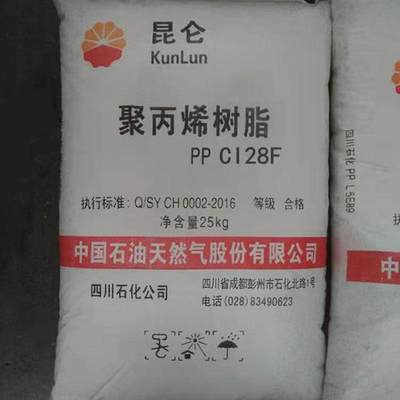 昆仑
KunLun
聚丙烯树脂
PP CI28F
执行标准: Q/SY CH 0002-2016 等级 合格
净含量25kg
中国石油天然气股份有限公司
四川石化公司
四川省成都彭州市石化北路1号
电话(028) 83490623
四川石化 PP L5E89
中